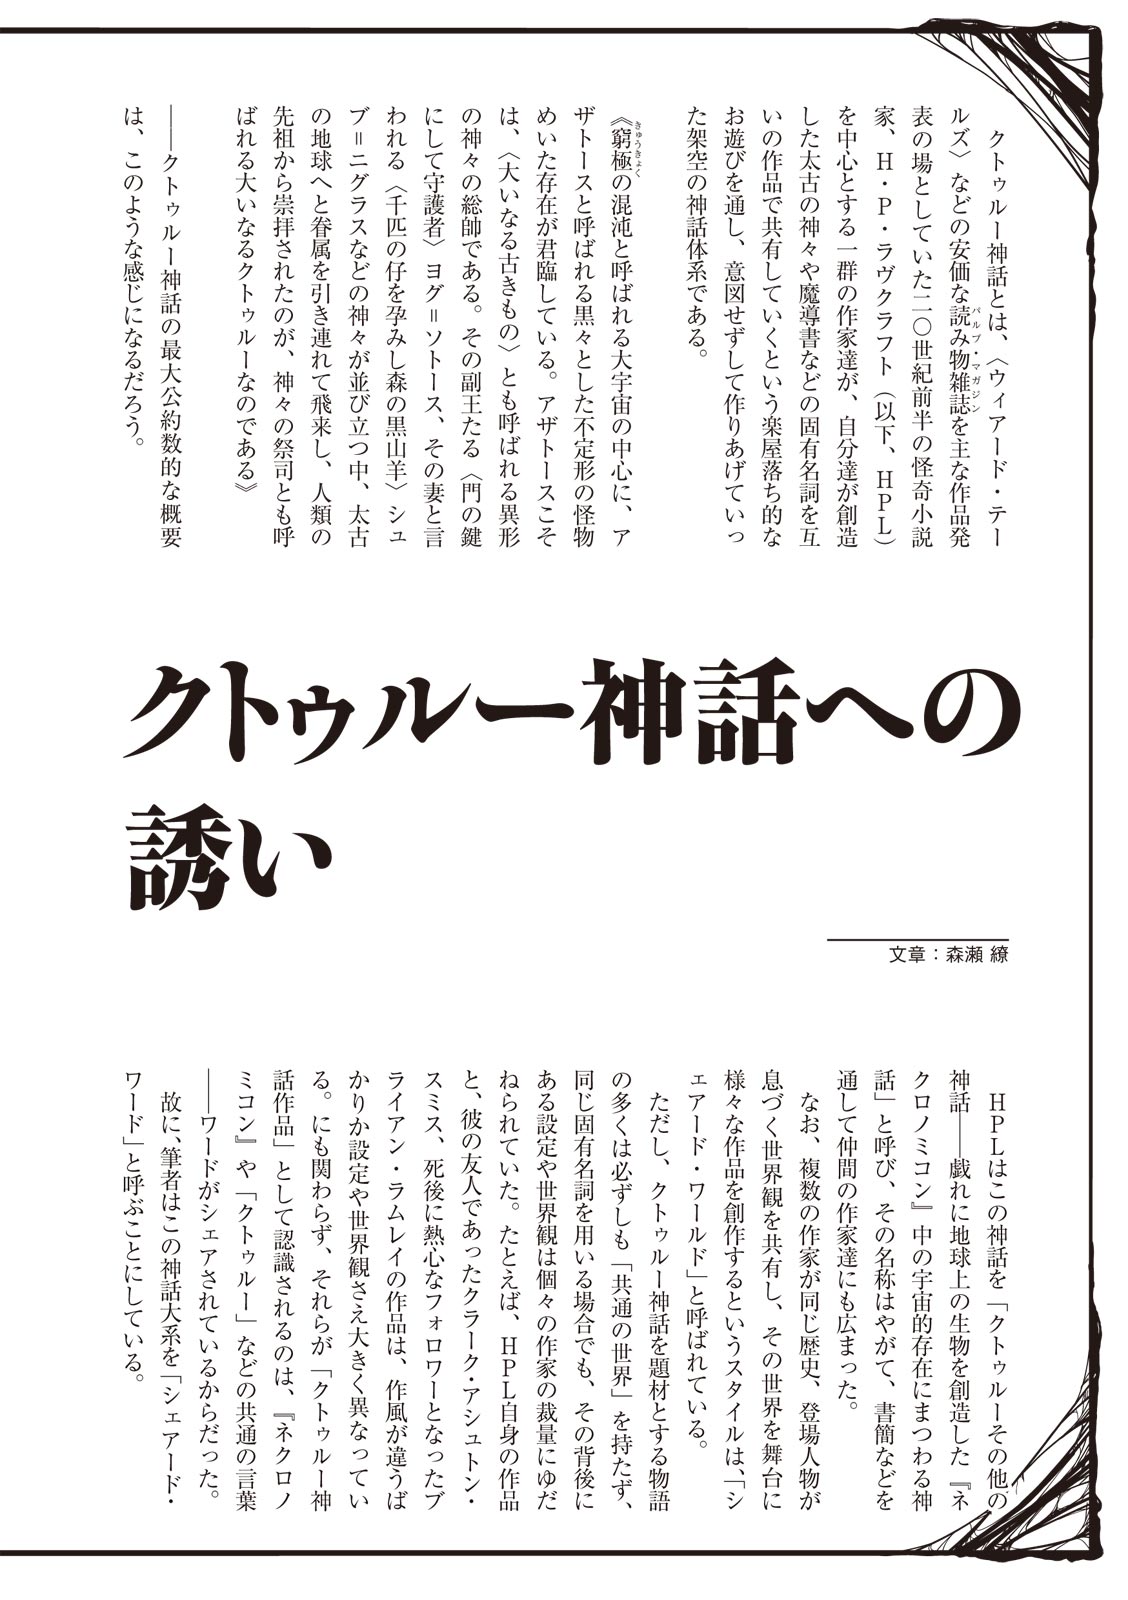 クトゥルー神話とは、〈ウィアード・テー
ルズ〉などの安価な読み物雑誌を主な作品発
パルプ・マガジン
表の場としていた二〇世紀前半の怪奇小説
家、H・P・ラヴクラフト（以下、HPL）
を中心とする一群の作家達が、自分達が創造
した太古の神々や魔導書などの固有名詞を互
いの作品で共有していくという楽屋落ち的な
お遊びを通し、意図せずして作りあげていっ
た架空の神話体系である。
《窮極の混沌と呼ばれる大宇宙の中心に、ア
きゅうきょく
ザトースと呼ばれる黒々とした不定形の怪物
めいた存在が君臨している。アザトースこそ
は、〈大いなる古きもの〉とも呼ばれる異形
の神々の総帥である。その副王たる〈門の鍵
にして守護者〉ヨグ＝ソトース、その妻と言
われる〈千匹の仔を孕みし森の黒山羊〉シュ
ブ＝ニグラスなどの神々が並び立つ中、太古
の地球へと眷属を引き連れて飛来し、人類の
先祖から崇拝されたのが、神々の祭司とも呼
ばれる大いなるクトゥルーなのである》
――クトゥルー神話の最大公約数的な概要
は、このような感じになるだろう。
クトゥルー神話への
誘い
文章：森瀬 繚
HPLはこの神話を「クトゥルーその他の
神話――戯れに地球上の生物を創造した『ネ
クロノミコン』中の宇宙的存在にまつわる神
話」と呼び、その名称はやがて、書簡などを
通して仲間の作家達にも広まった。
なお、複数の作家が同じ歴史、登場人物が
息づく世界観を共有し、その世界を舞台に
様々な作品を創作するというスタイルは、「シ
ェアード・ワールド」と呼ばれている。
ただし、クトゥルー神話を題材とする物語
の多くは必ずしも「共通の世界」を持たず、
同じ固有名詞を用いる場合でも、その背後に
ある設定や世界観は個々の作家の裁量にゆだ
ねられていた。たとえば、HPL自身の作品
と、彼の友人であったクラーク・アシュトン・
スミス、死後に熱心なフォロワーとなったブ
ライアン・ラムレイの作品は、作風が違うば
かりか設定や世界観さえ大きく異なってい
る。にも関わらず、それらが「クトゥルー神
話作品」として認識されるのは、『ネクロノ
ミコン』や「クトゥルー」などの共通の言葉
――ワードがシェアされているからだった。
故に、筆者はこの神話大系を「シェアード・
ワード」と呼ぶことにしている。